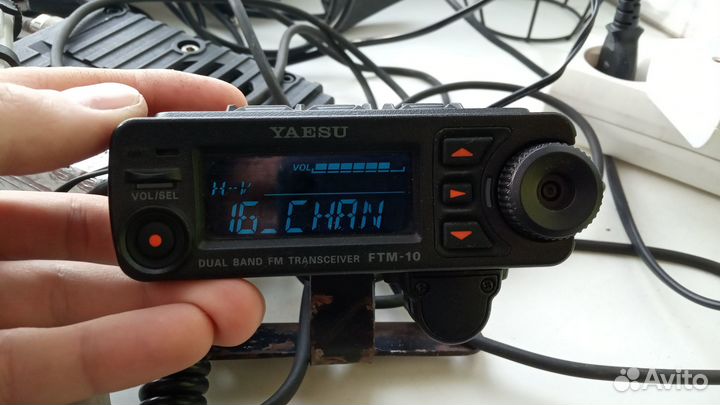 YAESU
VOL
VOL/SEL
H-V
16_CHAN
DUAL BAND FM TRANSCEIVER FTM-10
Avito